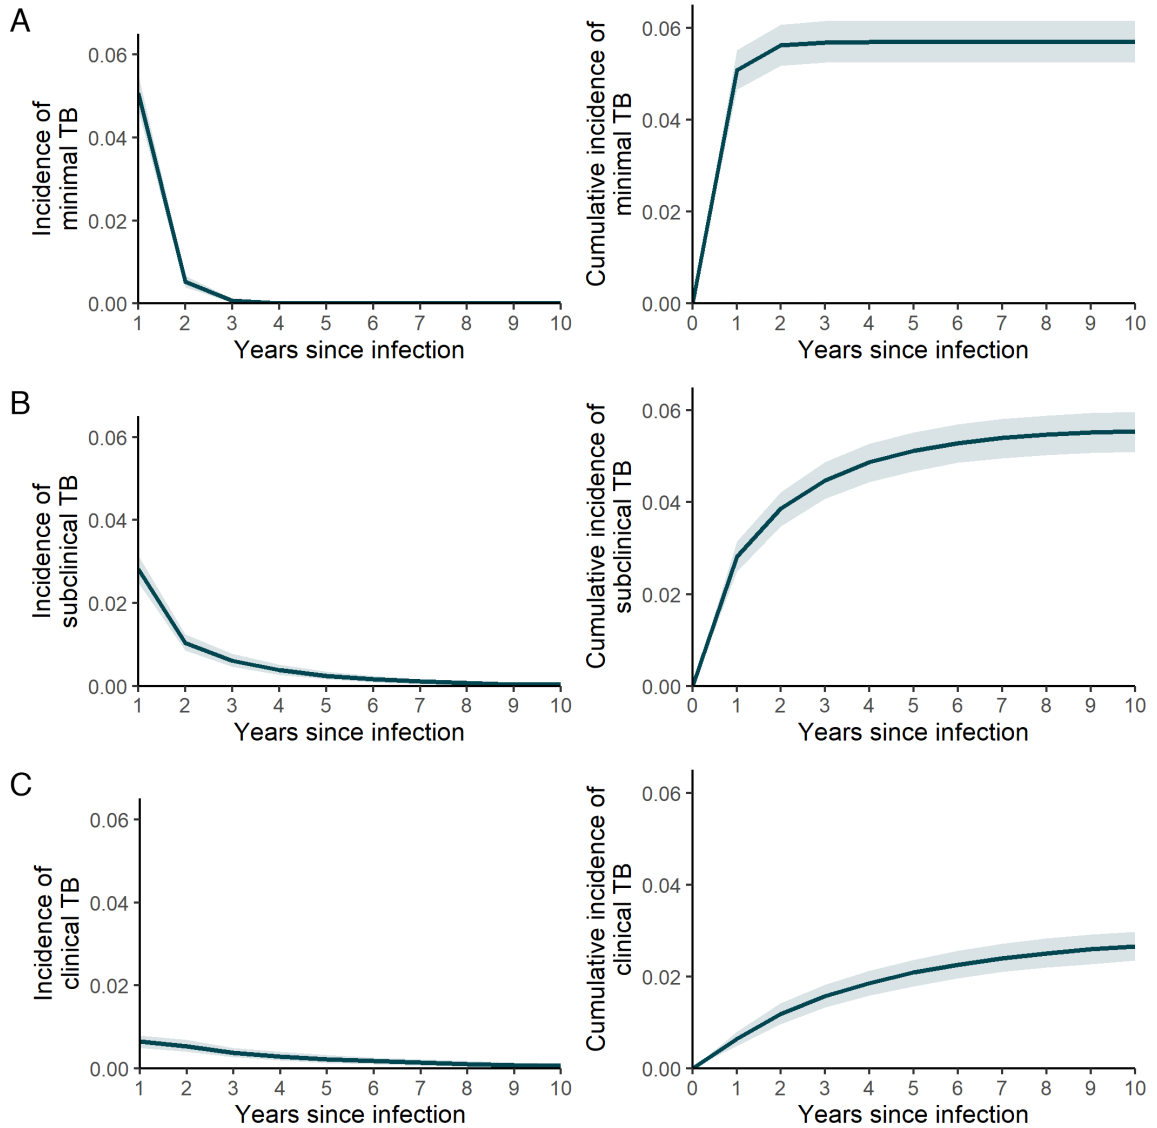 A
Incidence of
minimal TB
0.06
0.04
0.02
0.00
1 2 3 4 5 6 7 8 9 10
Years since infection
Cumulative incidence of
minimal TB
0.06
0.04
0.02
0.00
0 1 2 3 4 5 6 7 8 9 10
Years since infection
B
Incidence of
subclinical TB
0.06
0.04
0.02
0.00
1 2 3 4 5 6 7 8 9 10
Years since infection
Cumulative incidence of
subclinical TB
0.06
0.04
0.02
0.00
0 1 2 3 4 5 6 7 8 9 10
Years since infection
C
Incidence of
clinical TB
0.06
0.04
0.02
0.00
1 2 3 4 5 6 7 8 9 10
Years since infection
Cumulative incidence of
clinical TB
0.06
0.04
0.02
0.00
0 1 2 3 4 5 6 7 8 9 10
Years since infection